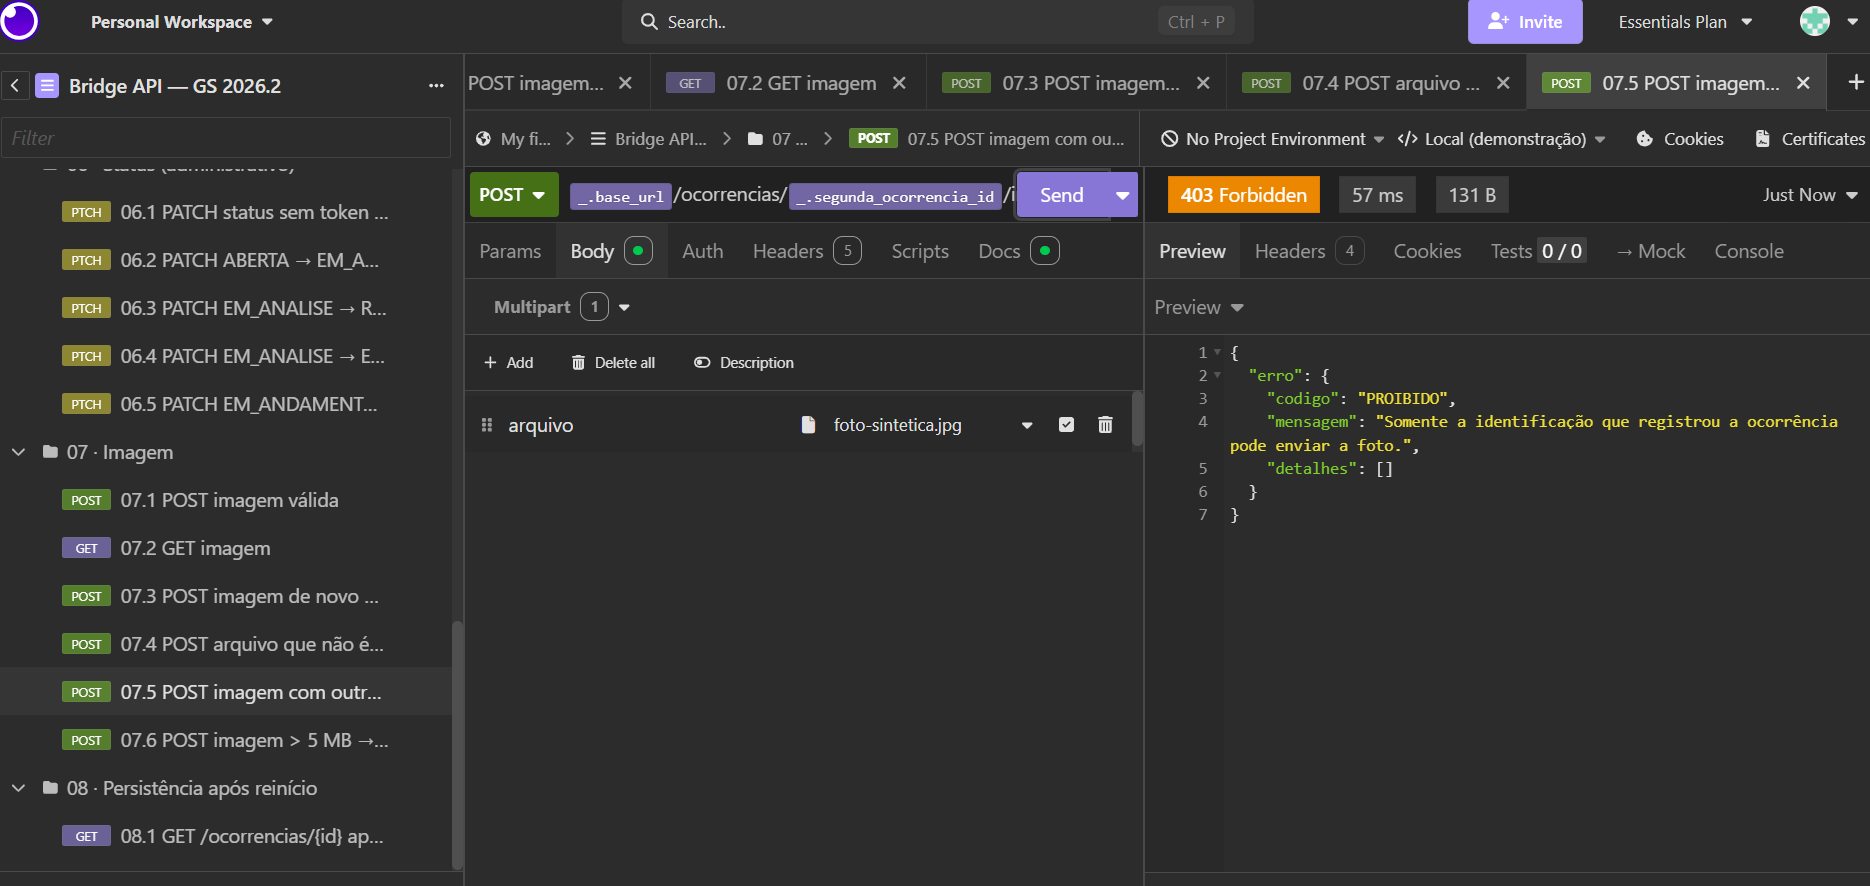 Personal Workspace
Search..
Ctrl + P
Invite
Essentials Plan
Bridge API — GS 2026.2
Filter
06.1 PATCH status sem token ...
PTCH
06.2 PATCH ABERTA → EM_A...
PTCH
06.3 PATCH EM_ANALISE → R...
PTCH
06.4 PATCH EM_ANALISE → E...
PTCH
06.5 PATCH EM_ANDAMENT...
PTCH
07 · Imagem
POST 07.1 POST imagem válida
GET 07.2 GET imagem
POST 07.3 POST imagem de novo ...
POST 07.4 POST arquivo que não é...
POST 07.5 POST imagem com outr...
POST 07.6 POST imagem > 5 MB →...
08 · Persistência após reinício
GET 08.1 GET /ocorrencias/{id} ap...
POST imagem...
GET 07.2 GET imagem
POST 07.3 POST imagem...
POST 07.4 POST arquivo ...
POST 07.5 POST imagem...
My fi...
Bridge API...
07 ...
POST 07.5 POST imagem com ou...
No Project Environment
Local (demonstração)
Cookies
Certificates
POST
_.base_url/ocorrencias/_.segunda_ocorrencia_id/i
Send
403 Forbidden
57 ms
131 B
Just Now
Params
Body
Auth
Headers 5
Scripts
Docs
Preview
Headers 4
Cookies
Tests 0 / 0
→ Mock
Console
Multipart 1
Preview
Add
Delete all
Description
arquivo
foto-sintetica.jpg
1 {
2 "erro": {
3 "codigo": "PROIBIDO",
4 "mensagem": "Somente a identificação que registrou a ocorrência
pode enviar a foto.",
5 "detalhes": []
6 }
7 }